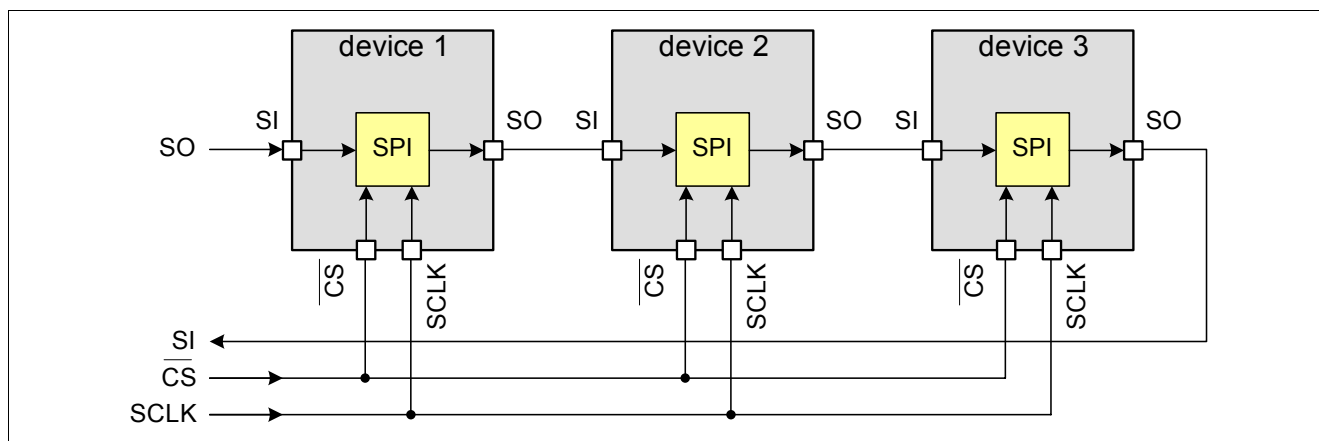 device 1 device 2 device 3
SO SI SPI SO SI SPI SO SI SPI SO
CS SCLK CS SCLK CS SCLK
SI
CS
SCLK